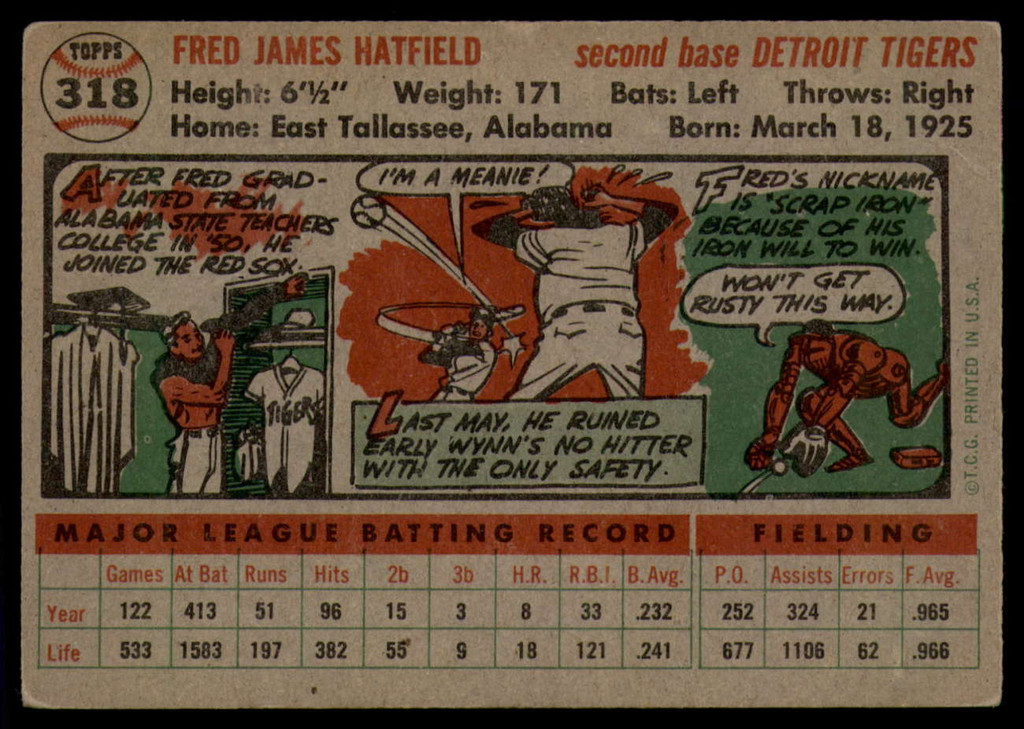 TOPPS
318
FRED JAMES HATFIELD second base DETROIT TIGERS
Height: 6'½" Weight: 171 Bats: Left Throws: Right
Home: East Tallassee, Alabama Born: March 18, 1925
AFTER FRED GRAD-
UATED FROM
ALABAMA STATE TEACHERS
COLLEGE IN '50, HE
JOINED THE RED SOX.
TIGERS
I'M A MEANIE!
LAST MAY, HE RUINED
EARLY WYNN'S NO HITTER
WITH THE ONLY SAFETY.
FRED'S NICKNAME
IS "SCRAP IRON"
BECAUSE OF HIS
IRON WILL TO WIN.
WON'T GET
RUSTY THIS WAY.
©T.C.G. PRINTED IN U.S.A.
MAJOR LEAGUE BATTING RECORD FIELDING
Games At Bat Runs Hits 2b 3b H.R. R.B.I. B.Avg. P.O. Assists Errors F. Avg.
Year 122 413 51 96 15 3 8 33 .232 252 324 21 .965
Life 533 1583 197 382 55 9 18 121 .241 677 1106 62 .966